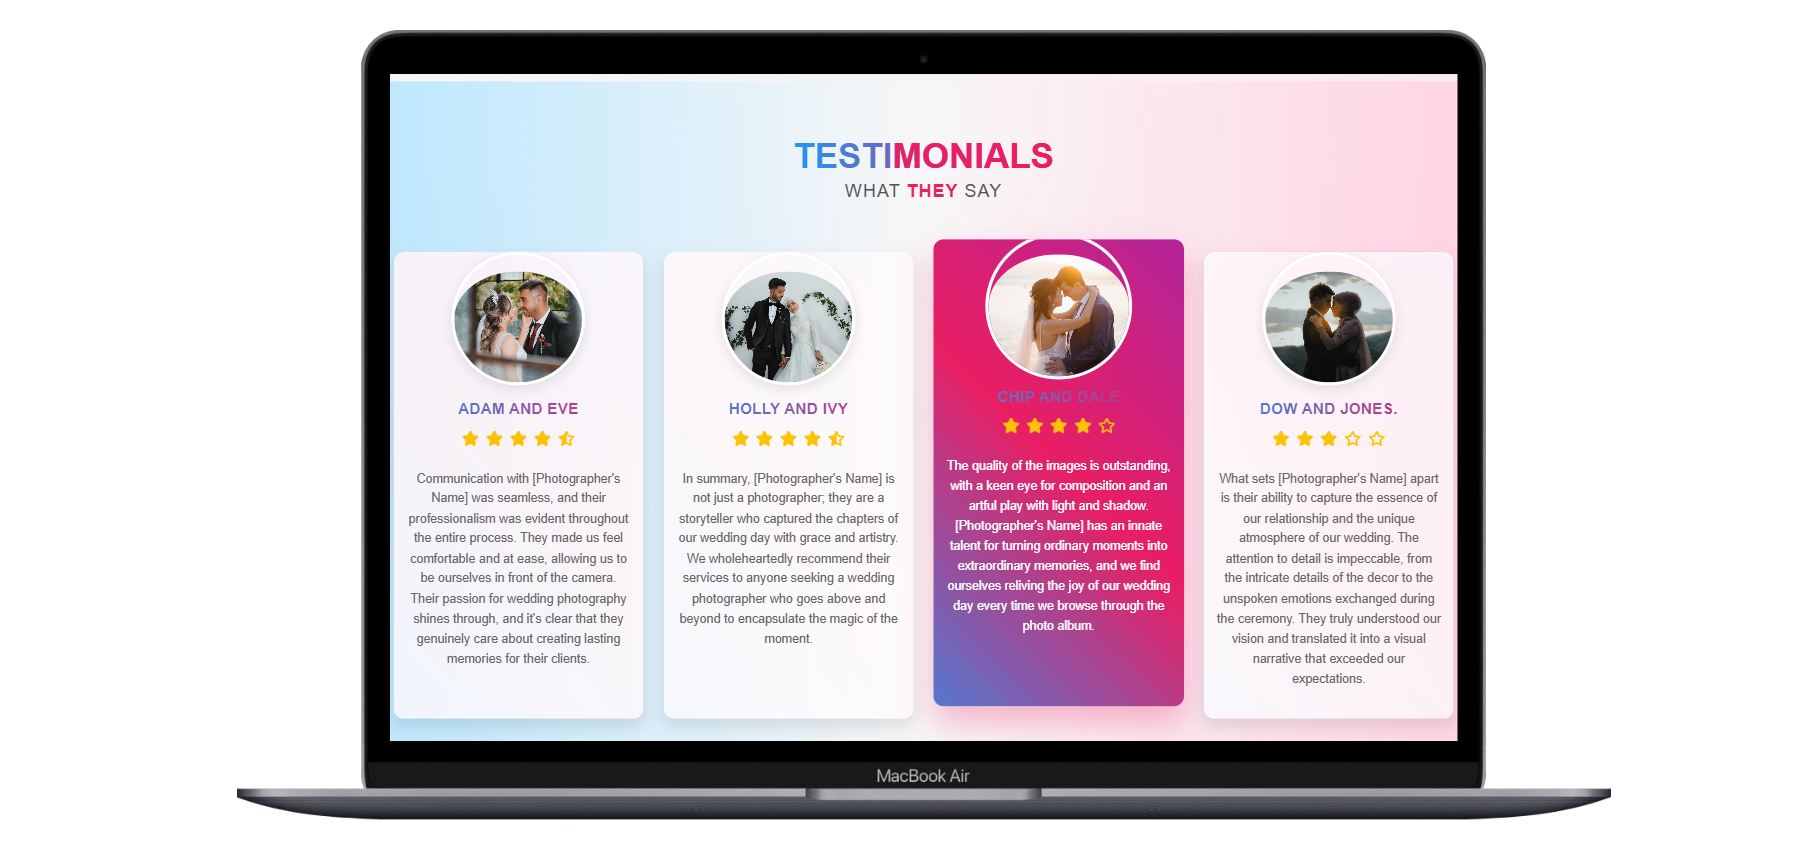 TESTIMONIALS
WHAT THEY SAY
ADAM AND EVE
Communication with [Photographer's
Name] was seamless, and their
professionalism was evident throughout
the entire process. They made us feel
comfortable and at ease, allowing us to
be ourselves in front of the camera.
Their passion for wedding photography
shines through, and it's clear that they
genuinely care about creating lasting
memories for their clients.
HOLLY AND IVY
In summary, [Photographer's Name] is
not just a photographer; they are a
storyteller who captured the chapters of
our wedding day with grace and artistry.
We wholeheartedly recommend their
services to anyone seeking a wedding
photographer who goes above and
beyond to encapsulate the magic of the
moment.
CHIP AND DALE
The quality of the images is outstanding,
with a keen eye for composition and an
artful play with light and shadow.
[Photographer's Name] has an innate
talent for turning ordinary moments into
extraordinary memories, and we find
ourselves reliving the joy of our wedding
day every time we browse through the
photo album.
DOW AND JONES.
What sets [Photographer's Name] apart
is their ability to capture the essence of
our relationship and the unique
atmosphere of our wedding. The
attention to detail is impeccable, from
the intricate details of the decor to the
unspoken emotions exchanged during
the ceremony. They truly understood our
vision and translated it into a visual
narrative that exceeded our
expectations.
MacBook Air